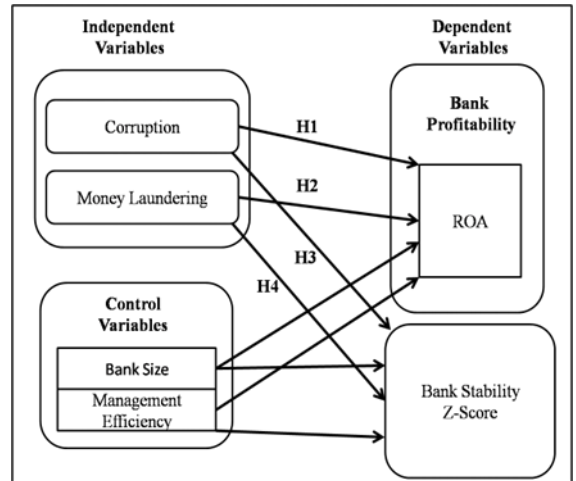 Independent
Variables
Dependent
Variables
Corruption
Money Laundering
H1
H2
H3
H4
Bank
Profitability
ROA
Control
Variables
Bank Size
Management
Efficiency
Bank Stability
Z-Score